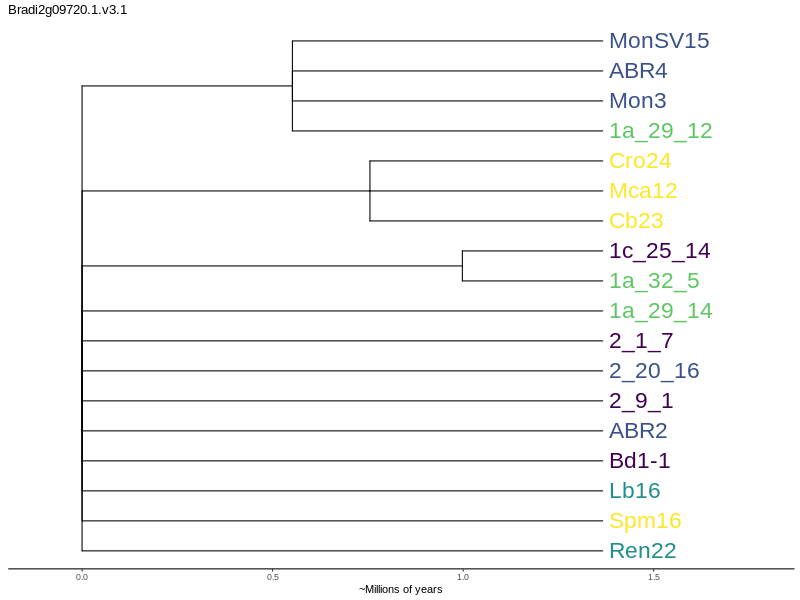 Bradi2g09720.1.v3.1
MonSV15
ABR4
Mon3
1a_29_12
Cro24
Mca12
Cb23
1c_25_14
1a_32_5
1a_29_14
2_1_7
2_20_16
2_9_1
ABR2
Bd1-1
Lb16
Spm16
Ren22
0.0 0.5 1.0 1.5
~Millions of years